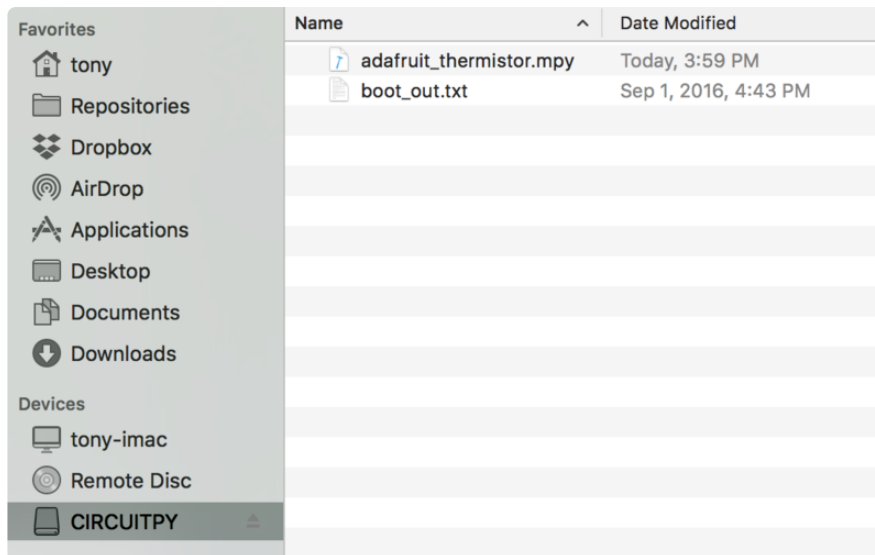 Favorites
tony
Repositories
Dropbox
AirDrop
Applications
Desktop
Documents
Downloads
Devices
tony-imac
Remote Disc
CIRCUITPY
Name Date Modified
adafruit_thermistor.mpy Today, 3:59 PM
boot_out.txt Sep 1, 2016, 4:43 PM